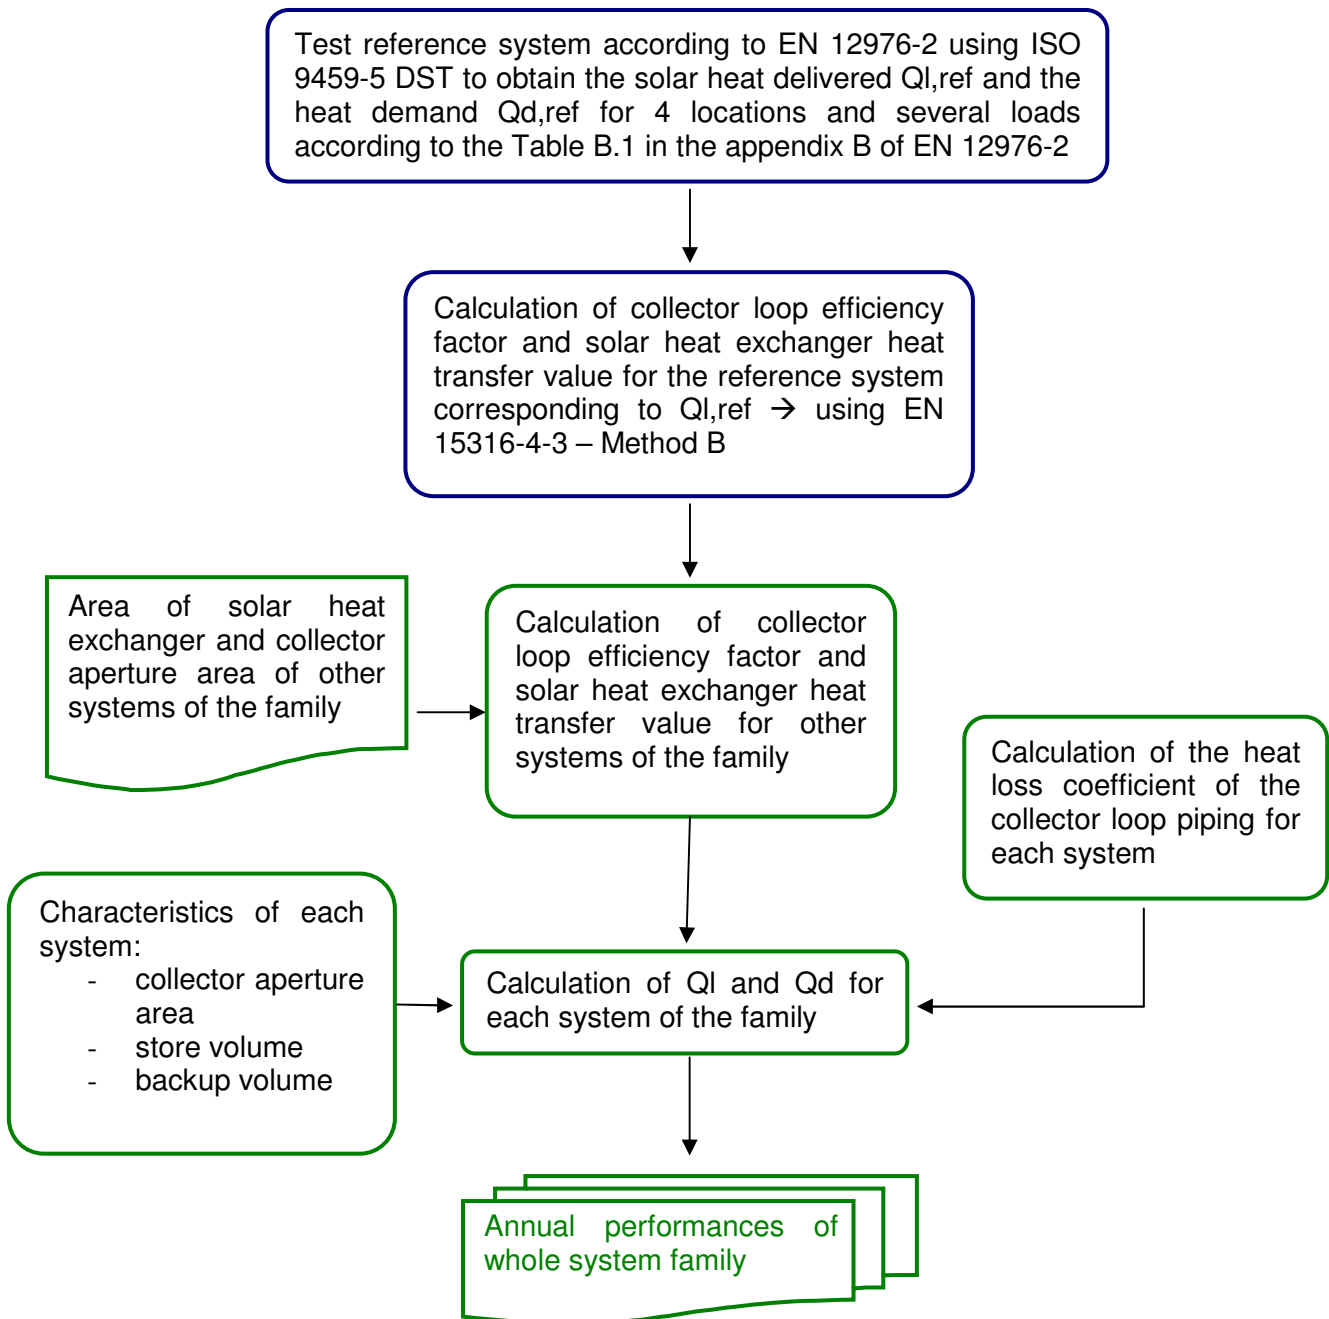 Test reference system according to EN 12976-2 using ISO
9459-5 DST to obtain the solar heat delivered Ql,ref and the
heat demand Qd,ref for 4 locations and several loads
according to the Table B.1 in the appendix B of EN 12976-2
Calculation of collector loop efficiency
factor and solar heat exchanger heat
transfer value for the reference system
corresponding to Ql,ref → using EN
15316-4-3 – Method B
Area of solar heat
exchanger and collector
aperture area of other
systems of the family
Calculation of collector
loop efficiency factor and
solar heat exchanger heat
transfer value for other
systems of the family
Calculation of the heat
loss coefficient of the
collector loop piping for
each system
Characteristics of each
system:
- collector aperture
area
- store volume
- backup volume
Calculation of Ql and Qd for
each system of the family
Annual performances of
whole system family